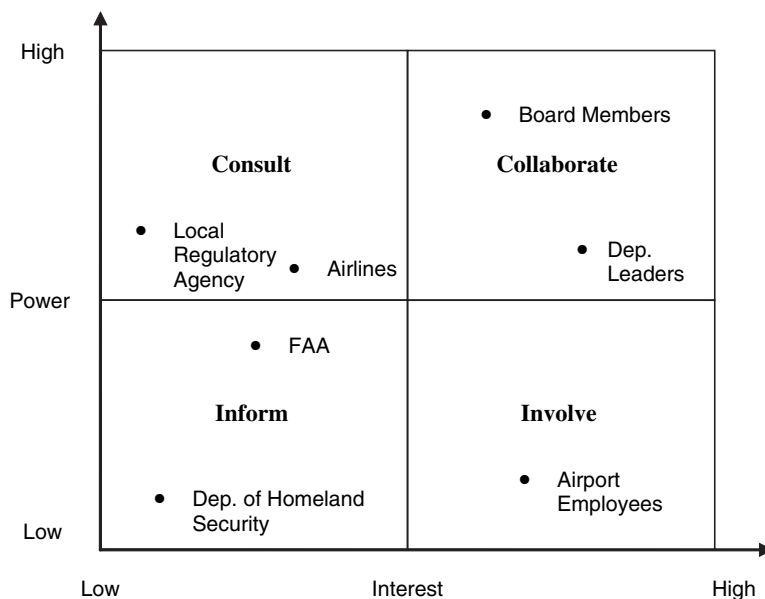 High
Board Members
Consult
Collaborate
Local
Regulatory
Agency
Airlines
Dep.
Leaders
Power
FAA
Inform
Involve
Dep. of Homeland
Security
Airport
Employees
Low
Low
Interest
High